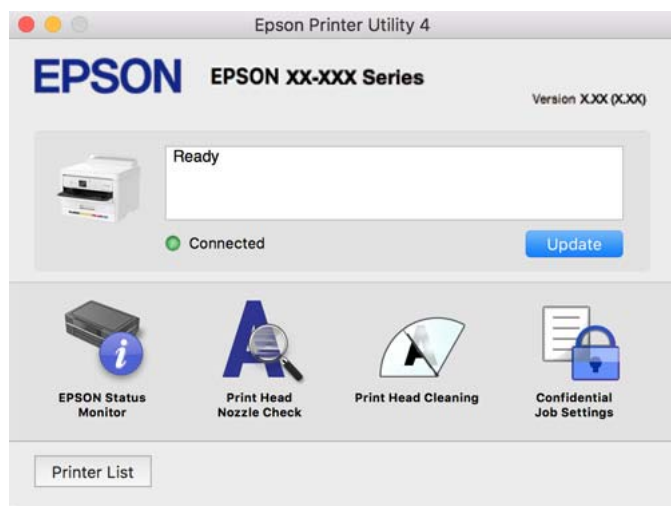 Epson Printer Utility 4
EPSON
EPSON XX-XXX Series
Version X.XX (X.XX)
Ready
Connected
Update
EPSON Status
Monitor
Print Head
Nozzle Check
Print Head Cleaning
Confidential
Job Settings
Printer List